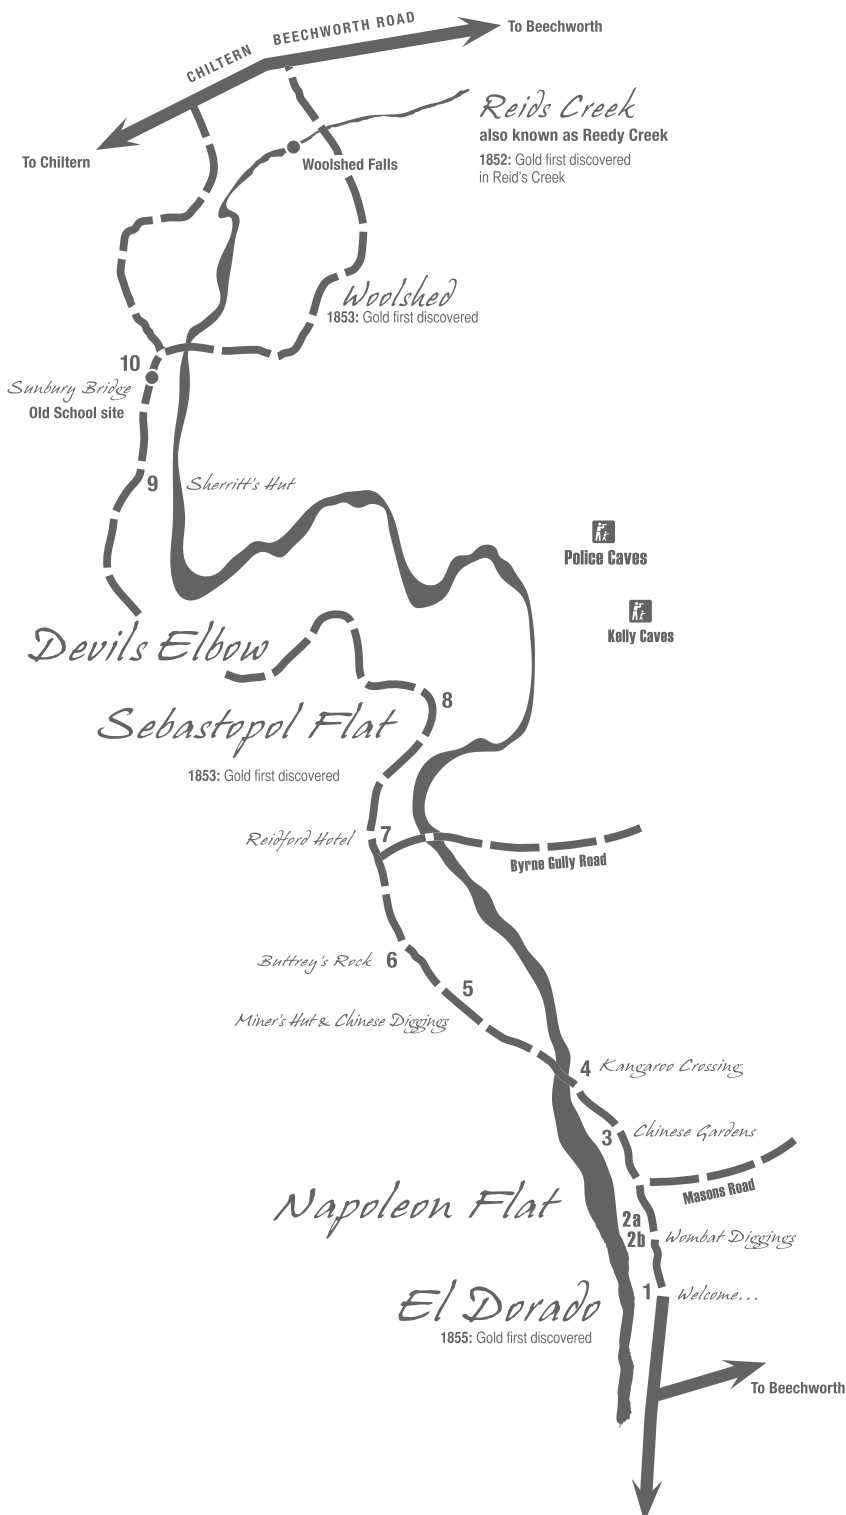 CHILTERN BEECHWORTH ROAD
To Beechworth
To Chiltern
Reids Creek
also known as Reedy Creek
1852: Gold first discovered
in Reid's Creek
Woolshed Falls
Woolshed
1853: Gold first discovered
10
Sunbury Bridge
Old School site
9
Sherritt's Hut
Police Caves
Kelly Caves
Devils Elbow
8
Sebastopol Flat
1853: Gold first discovered
7
Reidford Hotel
Byrne Gully Road
Buttrey's Rock
6
5
Miner's Hut & Chinese Diggings
4
Kangaroo Crossing
3
Chinese Gardens
Masons Road
Napoleon Flat
2a
2b
Wombat Diggings
1
Welcome...
El Dorado
1855: Gold first discovered
To Beechworth